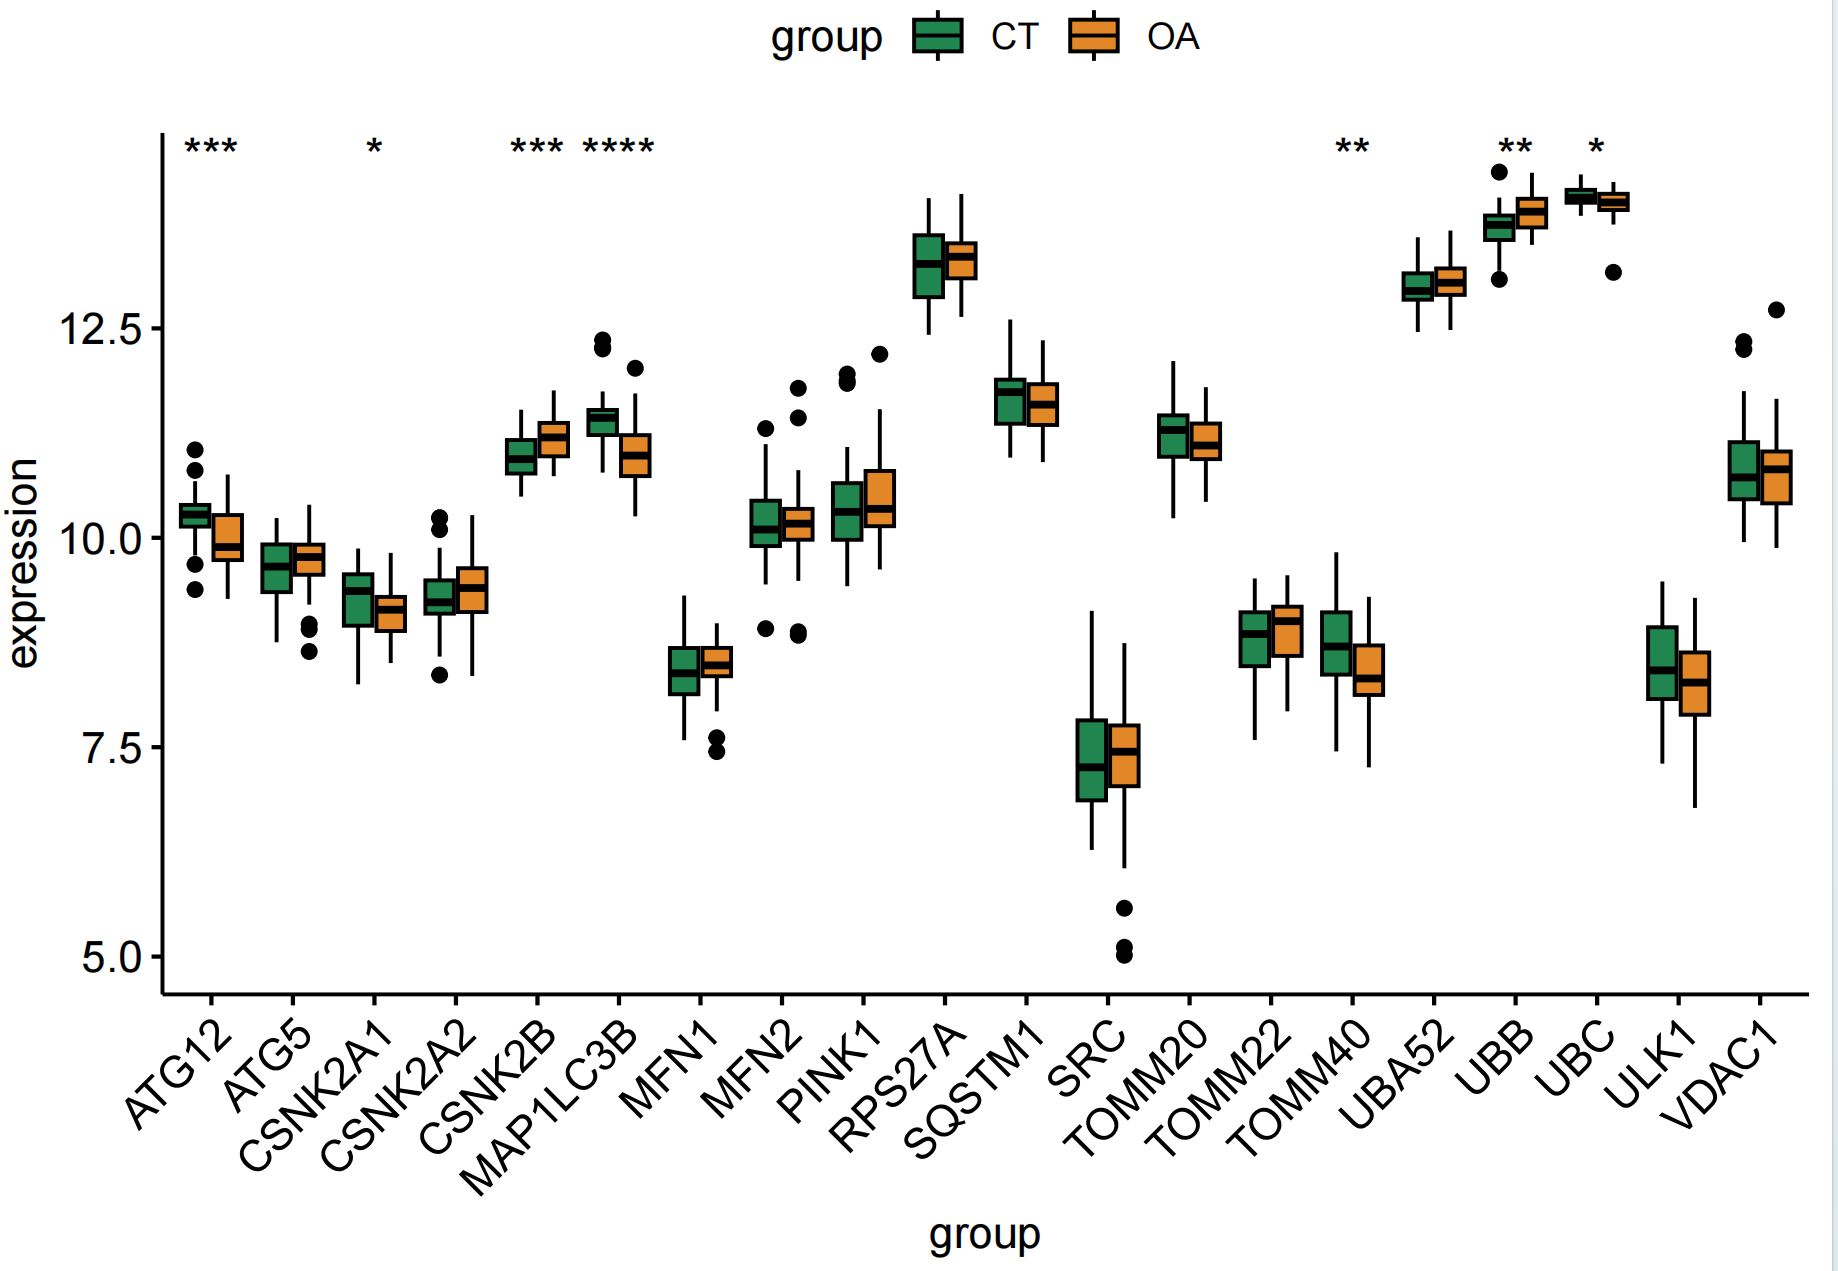 group CT OA
*** * *** **** ** ** *
expression
12.5
10.0
7.5
5.0
ATG12 ATG5 CSNK2A1 CSNK2A2 CSNK2B MAP1LC3B MFN1 MFN2 PINK1 RPS27A SQSTM1 SRC TOMM20 TOMM22 TOMM40 UBA52 UBB UBC ULK1 VDAC1
group